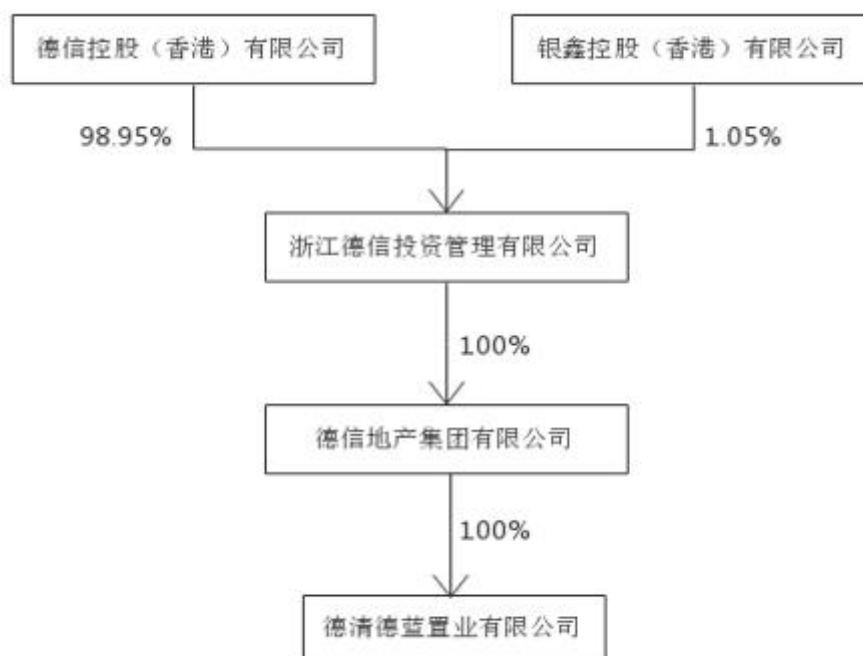 德信控股（香港）有限公司
银鑫控股（香港）有限公司
98.95%
1.05%
浙江德信投资管理有限公司
100%
德信地产集团有限公司
100%
德清德蓝置业有限公司